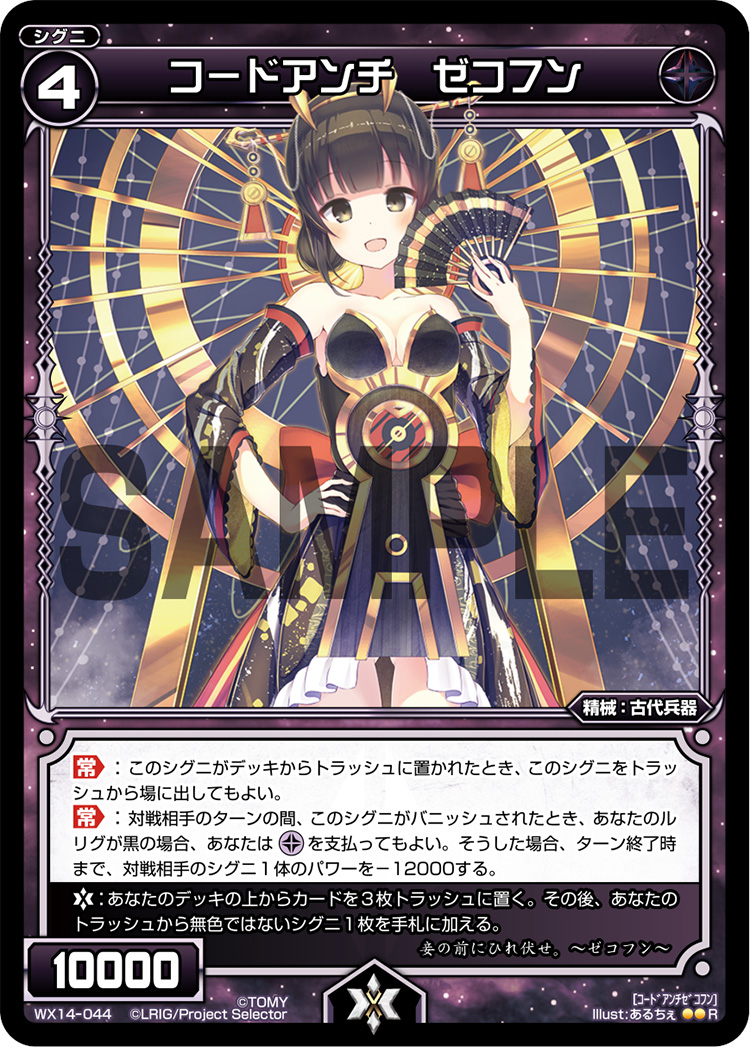 シグニ
4
コードアンチ　ゼコフン
SAMPLE
精械：古代兵器
常：このシグニがデッキからトラッシュに置かれたとき、このシグニをトラッ
シュから場に出してもよい。
常：対戦相手のターンの間、このシグニがバニッシュされたとき、あなたのル
リグが黒の場合、あなたは を支払ってもよい。そうした場合、ターン終了時
まで、対戦相手のシグニ１体のパワーを－12000する。
：あなたのデッキの上からカードを３枚トラッシュに置く。その後、あなたの
トラッシュから無色ではないシグニ１枚を手札に加える。
妾の前にひれ伏せ。～ゼコフン～
10000
©TOMY
WX14-044 ©LRIG/Project Selector
[コードアンチゼコフン]
Illust:あるちぇ R